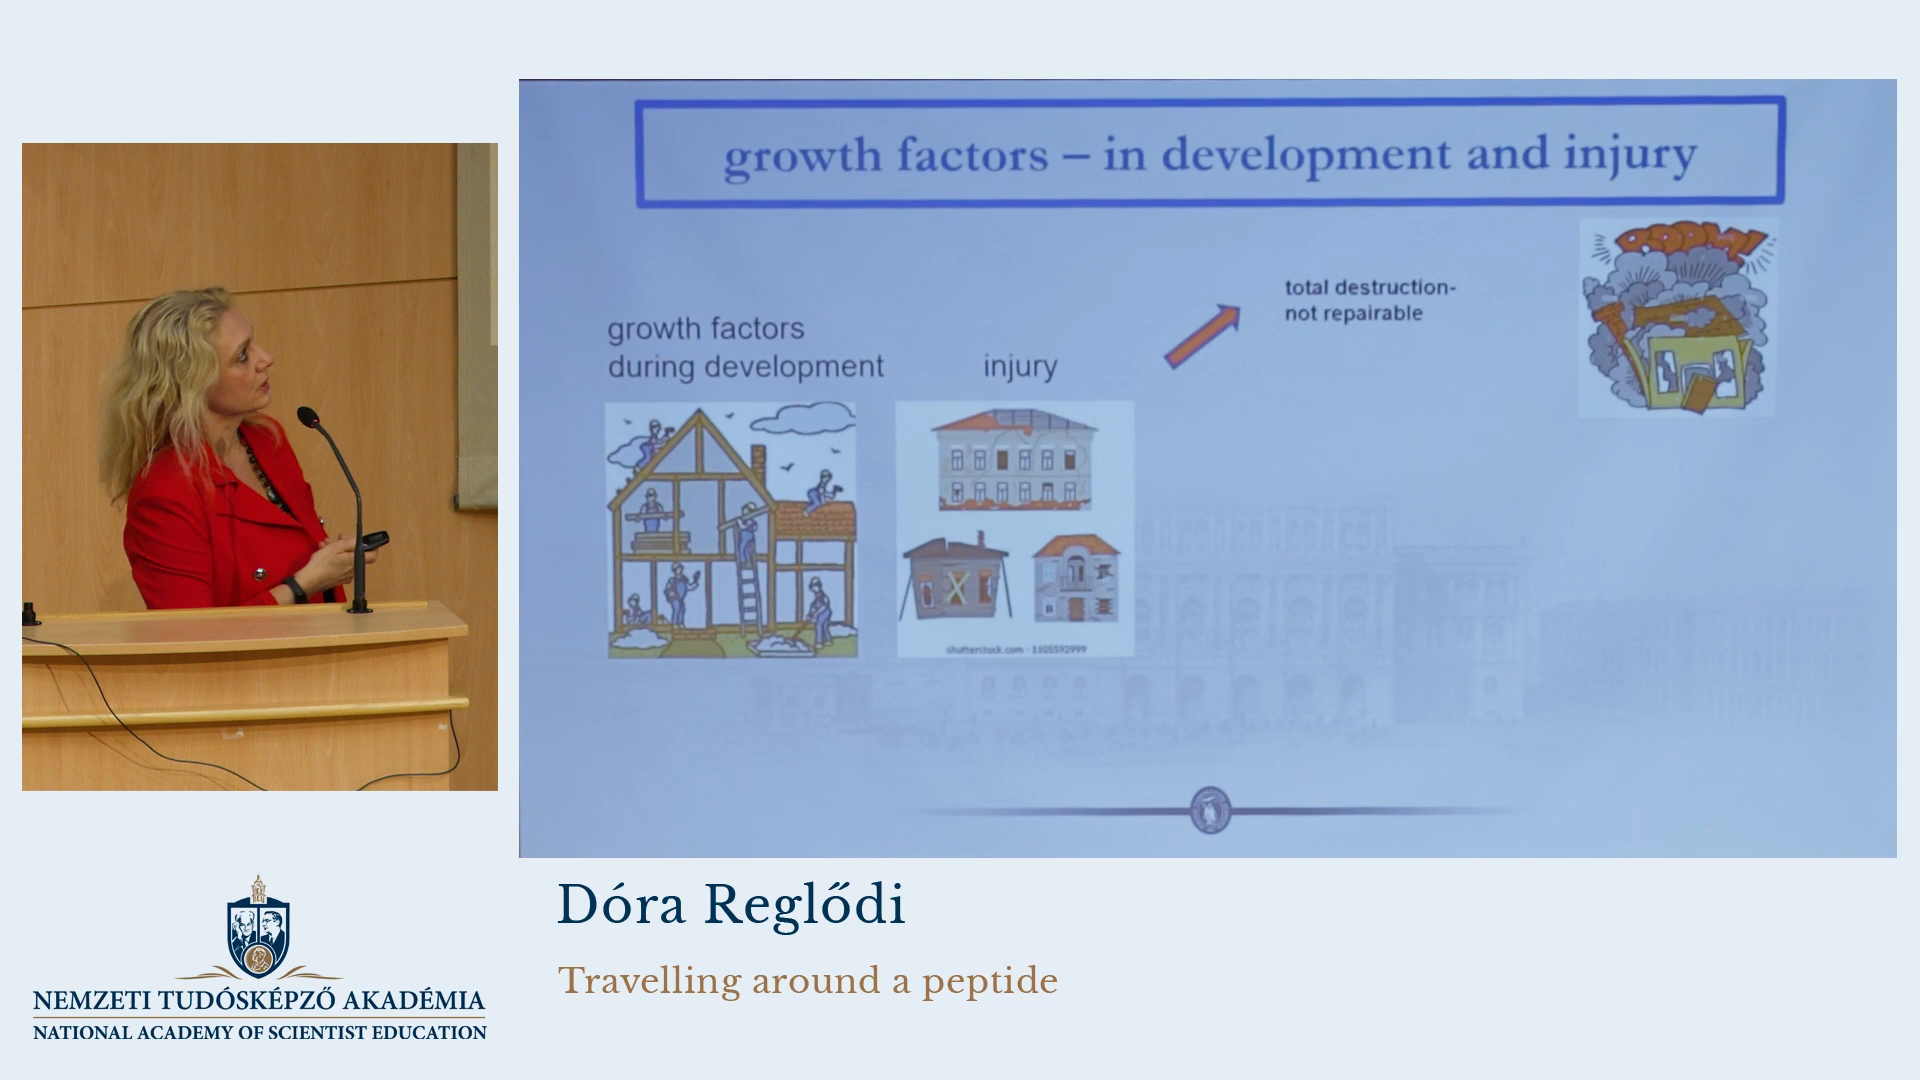 growth factors – in development and injury
total destruction-
not repairable
growth factors
during development
injury
BOOM!
shutterstock.com · 1105592999
Dóra Reglődi
Travelling around a peptide
NEMZETI TUDÓSKÉPZŐ AKADÉMIA
NATIONAL ACADEMY OF SCIENTIST EDUCATION